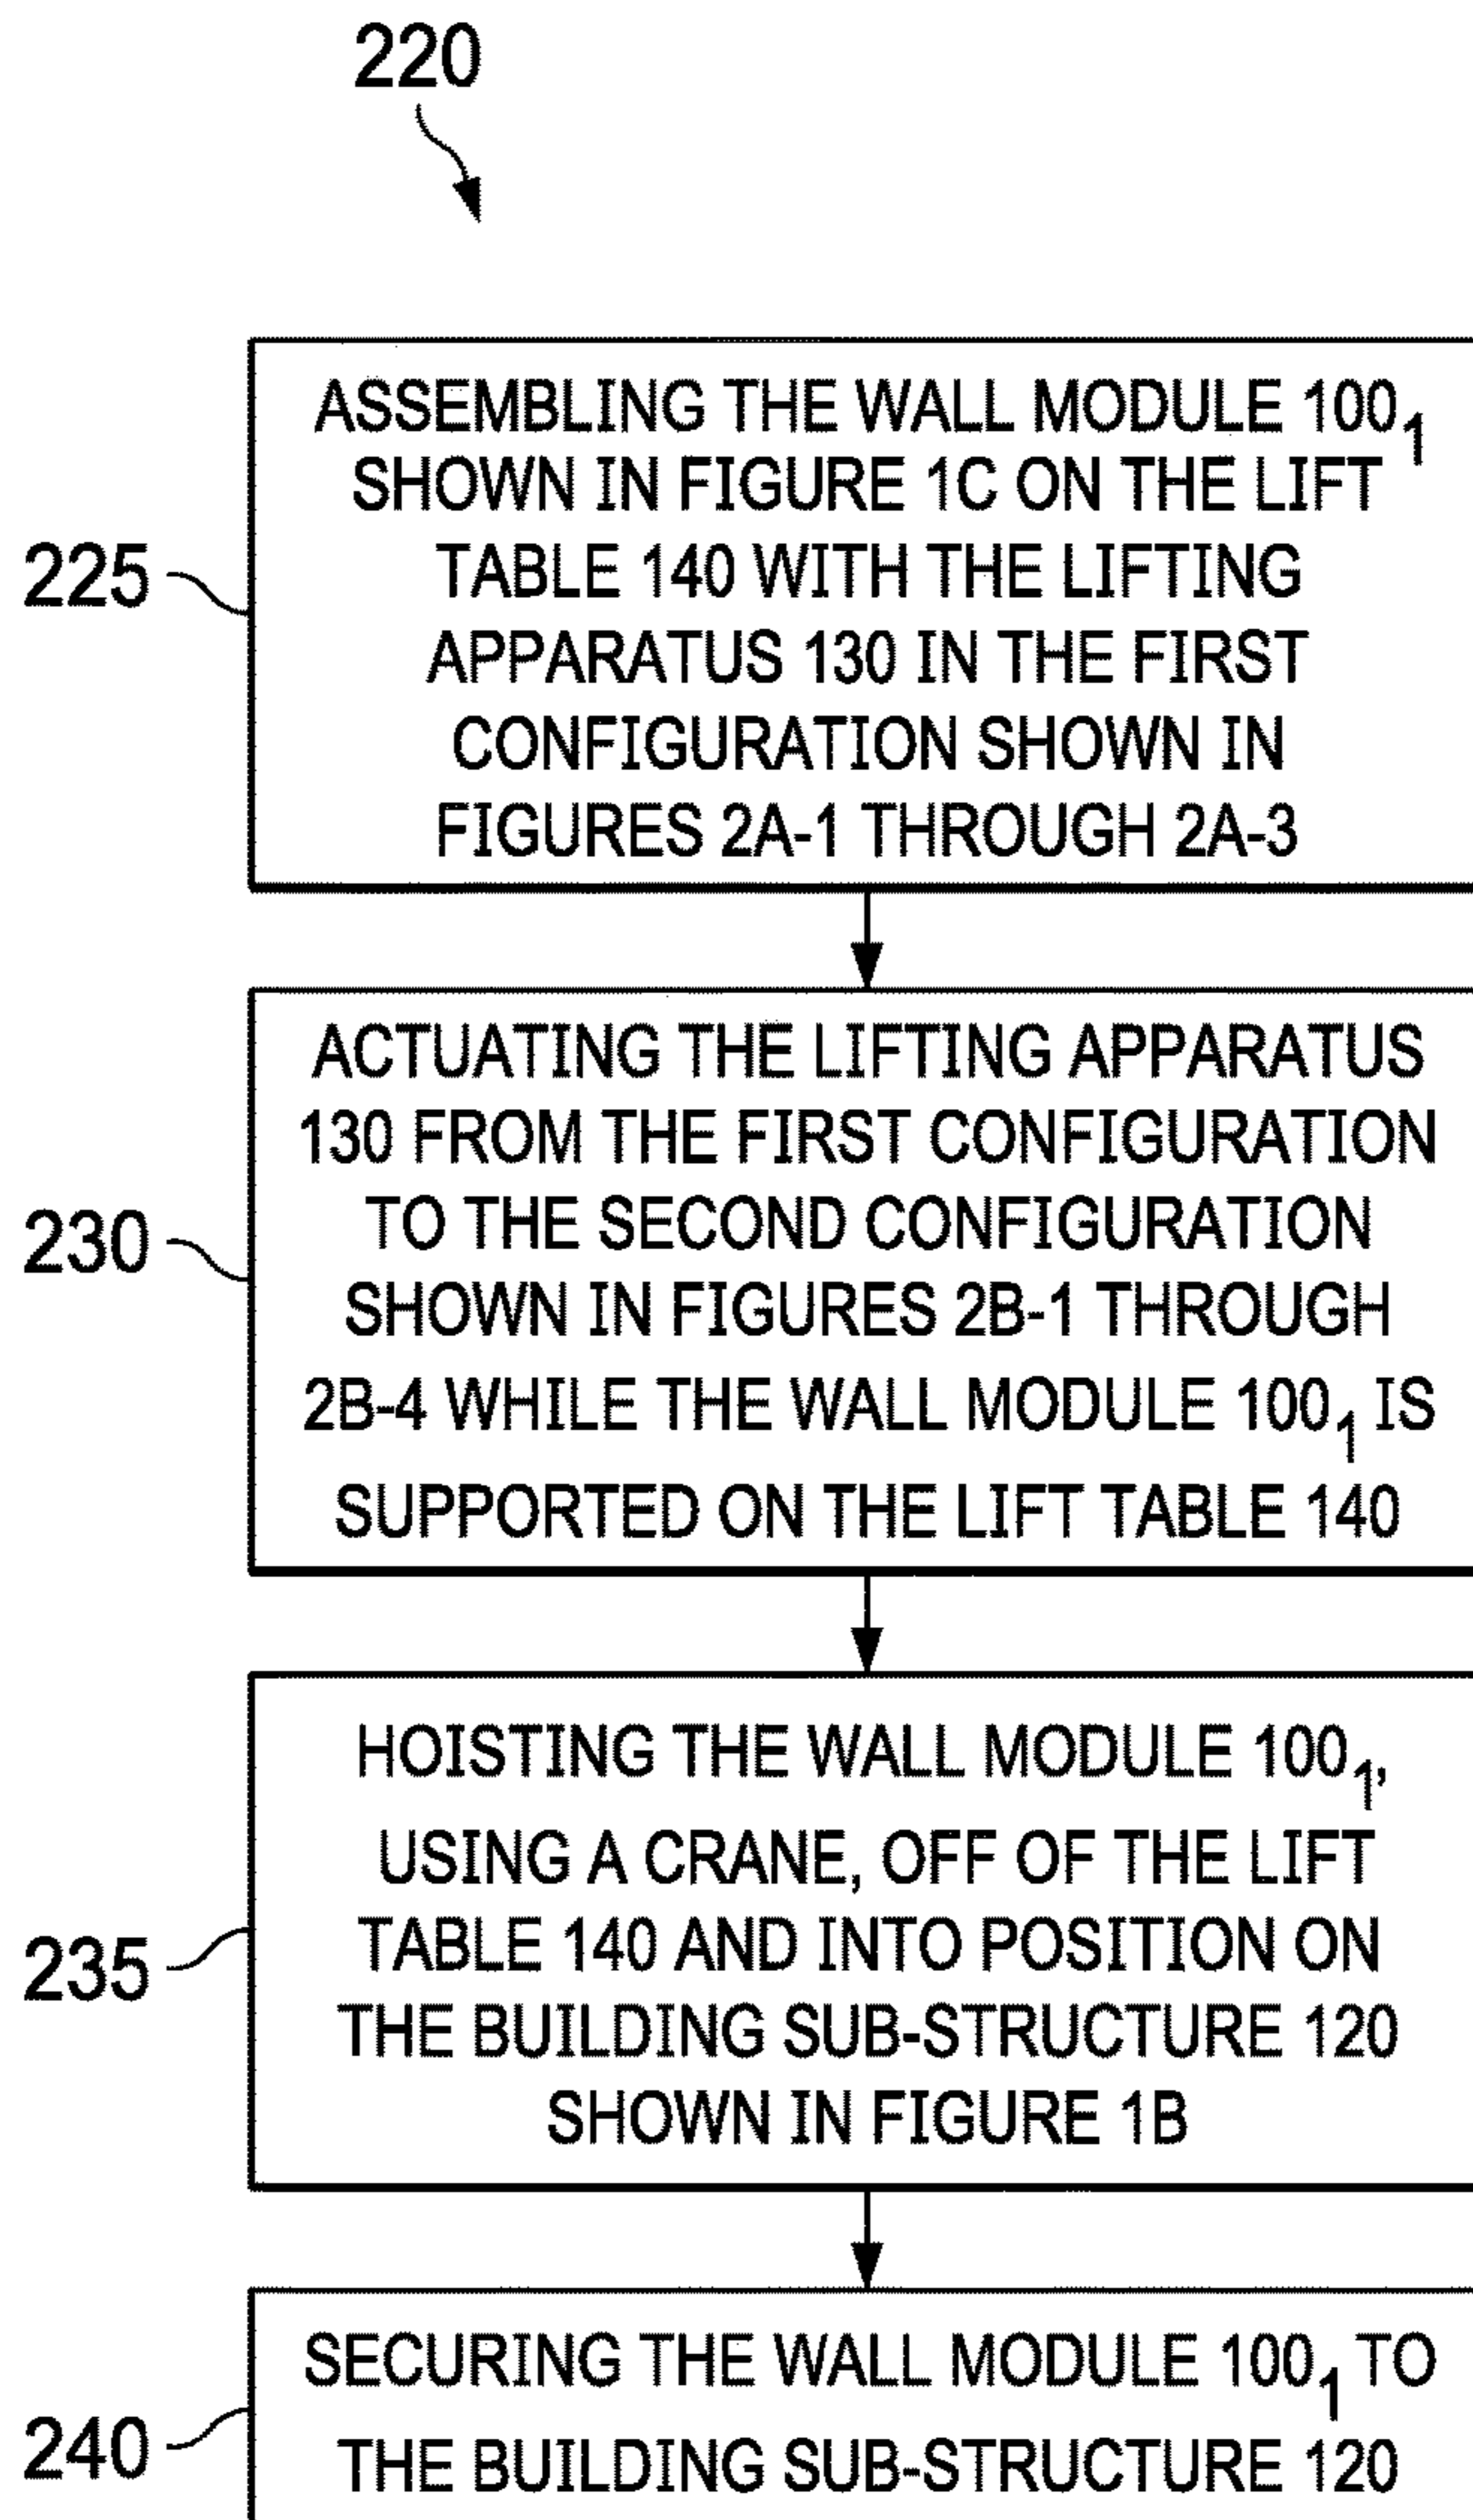 220
ASSEMBLING THE WALL MODULE 100₁
SHOWN IN FIGURE 1C ON THE LIFT
TABLE 140 WITH THE LIFTING
APPARATUS 130 IN THE FIRST
CONFIGURATION SHOWN IN
FIGURES 2A-1 THROUGH 2A-3
225
ACTUATING THE LIFTING APPARATUS
130 FROM THE FIRST CONFIGURATION
TO THE SECOND CONFIGURATION
SHOWN IN FIGURES 2B-1 THROUGH
2B-4 WHILE THE WALL MODULE 100₁ IS
SUPPORTED ON THE LIFT TABLE 140
230
HOISTING THE WALL MODULE 100₁,
USING A CRANE, OFF OF THE LIFT
TABLE 140 AND INTO POSITION ON
THE BUILDING SUB-STRUCTURE 120
SHOWN IN FIGURE 1B
235
SECURING THE WALL MODULE 100₁ TO
THE BUILDING SUB-STRUCTURE 120
240